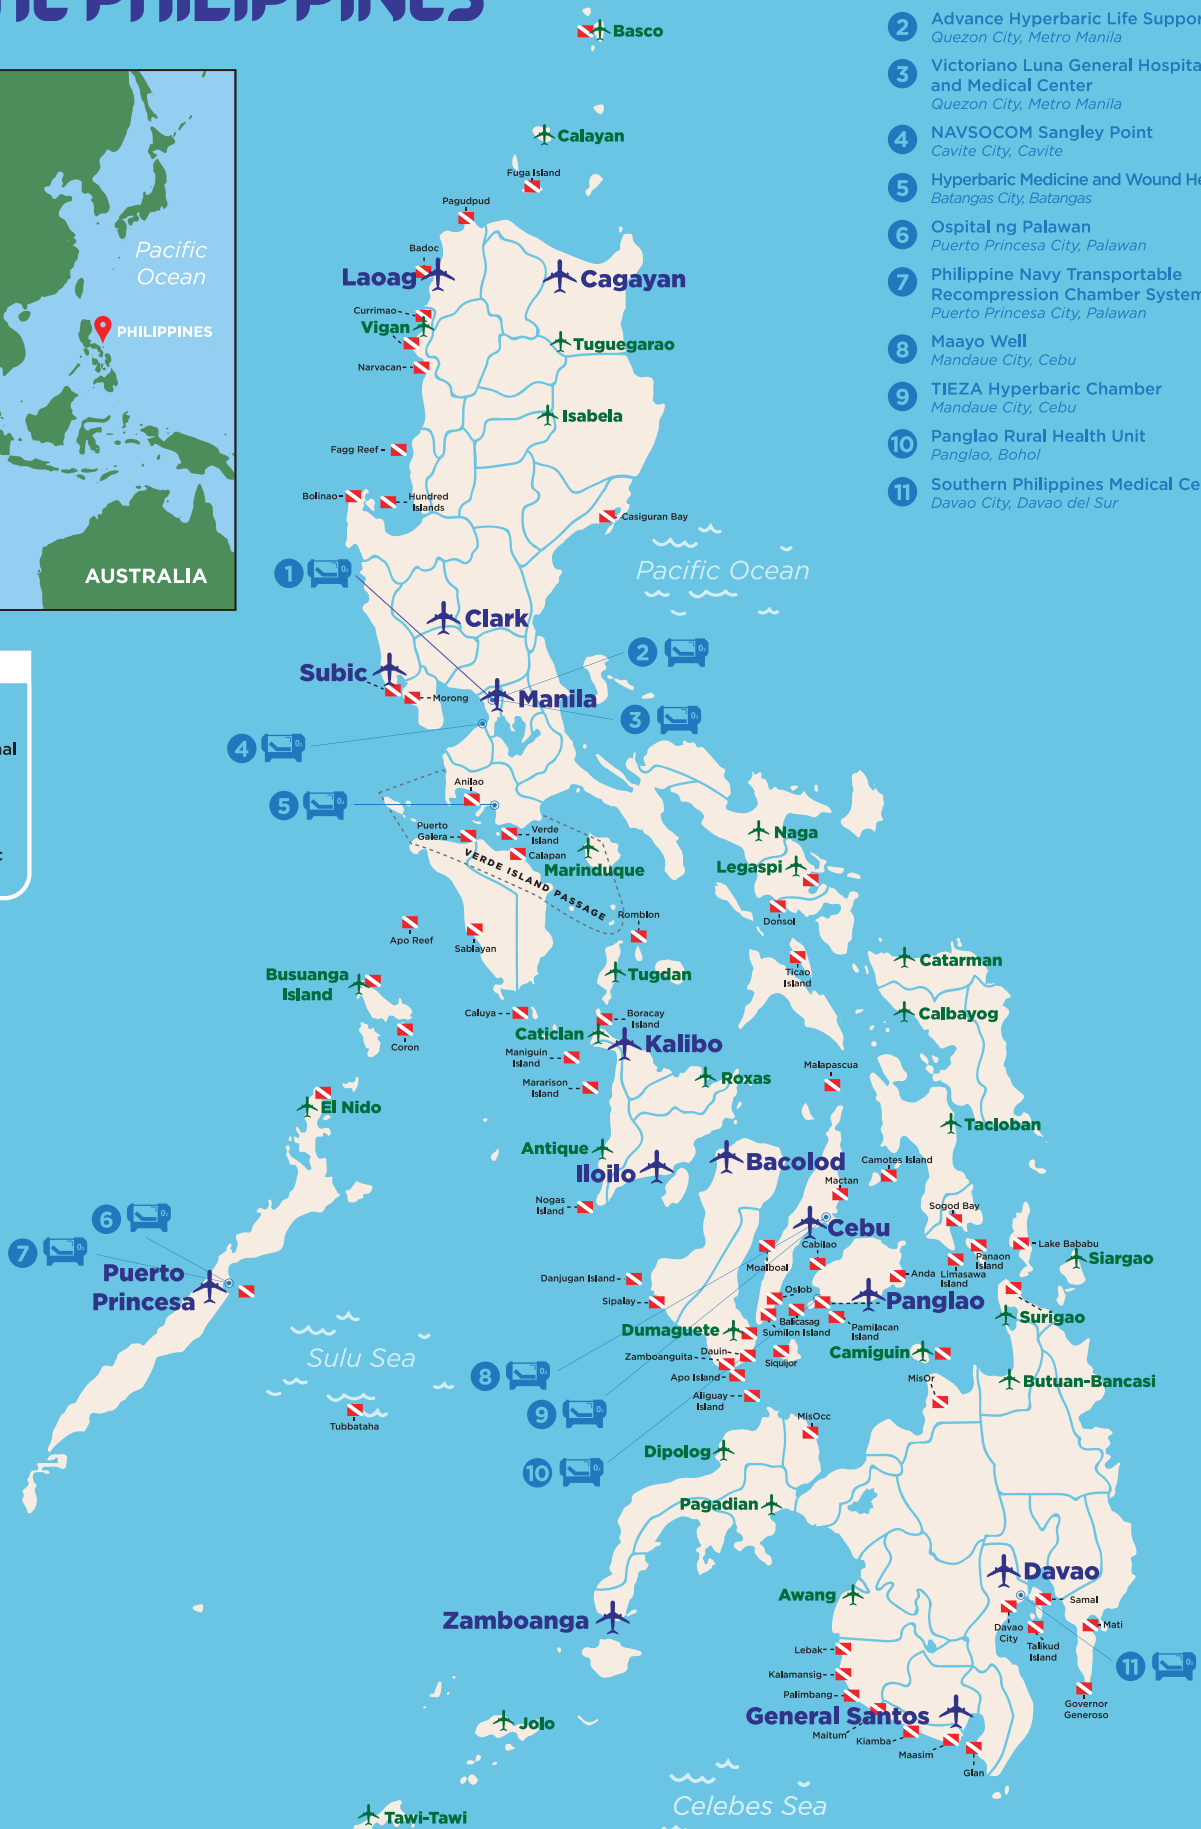 PHILIPPINES
Pacific
Ocean
PHILIPPINES
AUSTRALIA
2 Advance Hyperbaric Life Suppor
Quezon City, Metro Manila
3 Victoriano Luna General Hospita
and Medical Center
Quezon City, Metro Manila
4 NAVSOCOM Sangley Point
Cavite City, Cavite
5 Hyperbaric Medicine and Wound He
Batangas City, Batangas
6 Ospital ng Palawan
Puerto Princesa City, Palawan
7 Philippine Navy Transportable
Recompression Chamber System
Puerto Princesa City, Palawan
8 Maayo Well
Mandaue City, Cebu
9 TIEZA Hyperbaric Chamber
Mandaue City, Cebu
10 Panglao Rural Health Unit
Panglao, Bohol
11 Southern Philippines Medical Ce
Davao City, Davao del Sur
nal
c
Basco
Calayan
Fuga Island
Pagudpud
Badoc
Laoag
Cagayan
Currimao
Vigan
Tuguegarao
Narvacan
Isabela
Fagg Reef
Bolinao
Hundred
Islands
Casiguran Bay
Pacific Ocean
1
Clark
2
Subic
Morong
Manila
3
4
Anilao
5
Puerto
Galera
Verde
Island
Calapan
Marinduque
VERDE ISLAND PASSAGE
Naga
Legaspi
Donsol
Romblon
Apo Reef
Sablayan
Catarman
Ticao
Island
Busuanga
Island
Tugdan
Calbayog
Caluya
Boracay
Island
Caticlan
Kalibo
Coron
Maniguin
Island
Malapascua
Roxas
Mararison
Island
El Nido
Tacloban
Antique
Iloilo
Bacolod
Camotes Island
Mactan
Nogas
Island
Sogod Bay
6
Cebu
Cabilao
Lake Bababu
7
Panaon
Island
Siargao
Moalboal
Puerto
Princesa
Danjugan Island
Anda
Limasawa
Island
Oslob
Panglao
Sipalay
Balicasag
Sumilon Island
Pamilacan
Island
Surigao
Dumaguete
Dauin
Zamboanguita
Siquijor
Camiguin
Sulu Sea
Apo Island
MisOr
Butuan-Bancasi
8
Aliguay
Island
9
MisOcc
Tubbataha
Dipolog
10
Pagadian
Davao
Awang
Samal
Zamboanga
Davao
City
Talikud
Island
Mati
Lebak
11
Kalamansig
Palimbang
Governor
Generoso
General Santos
Maitum
Kiamba
Maasim
Glan
Jolo
Celebes Sea
Tawi-Tawi